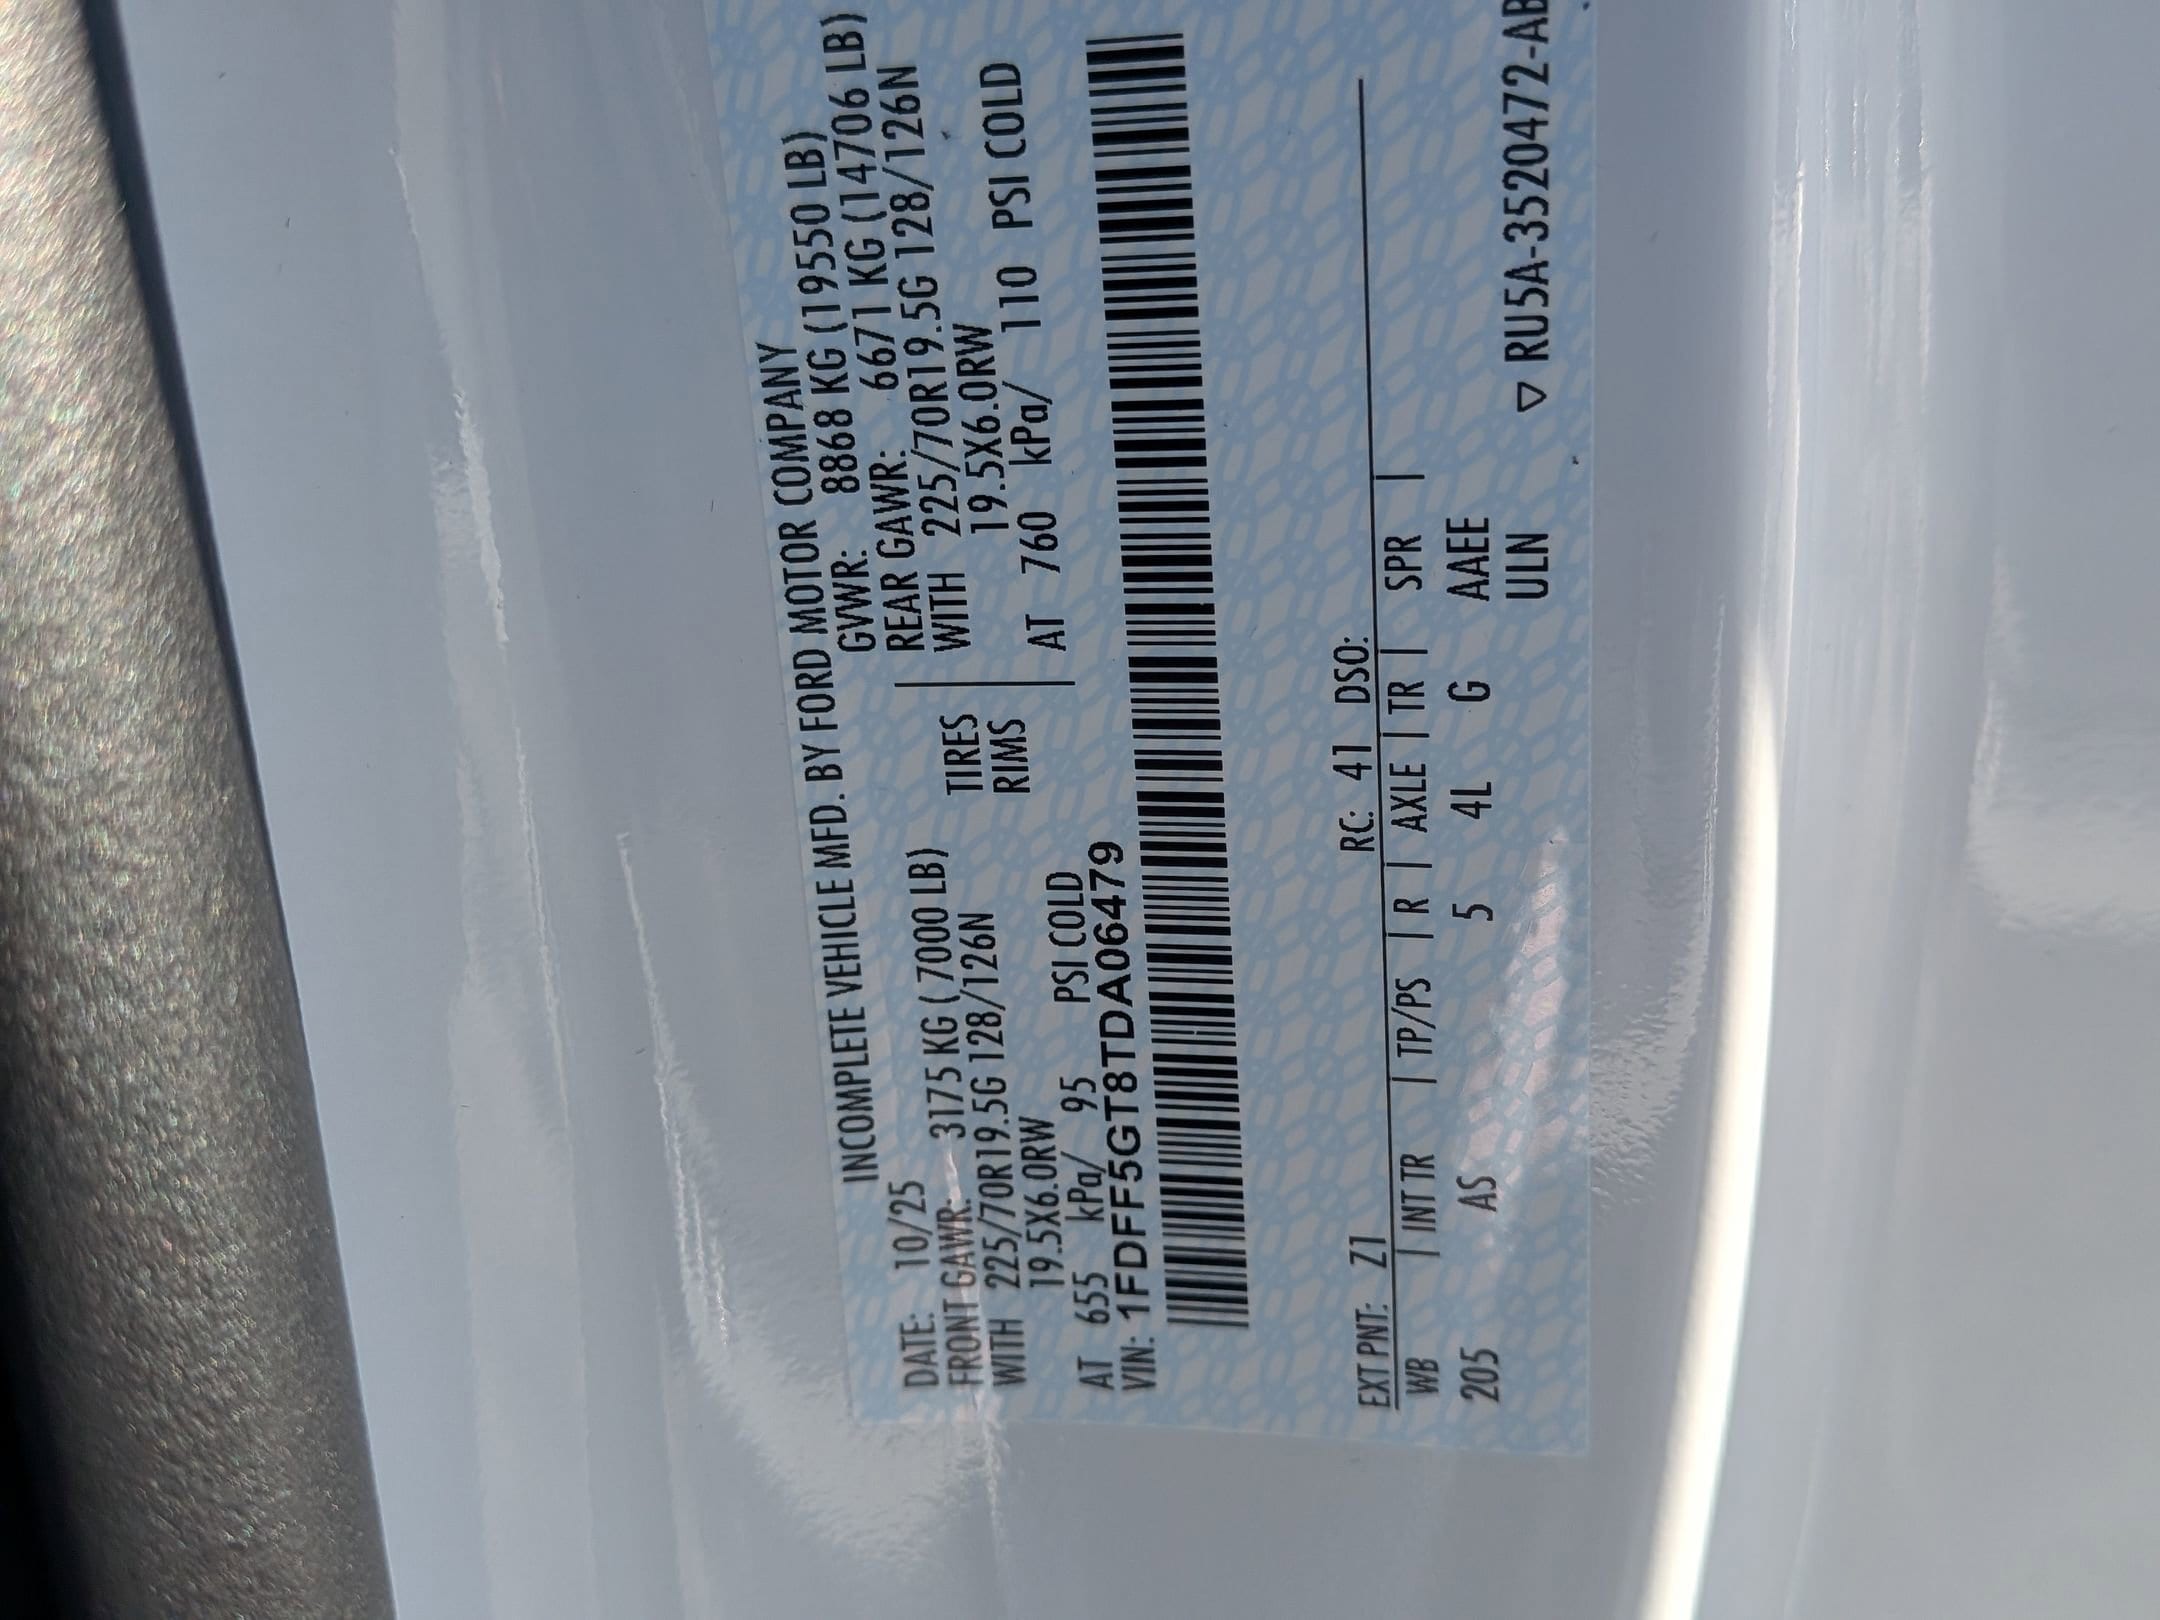 INCOMPLETE VEHICLE MFD. BY FORD MOTOR COMPANY
DATE: 10/25 GVWR: 8868 KG (19550 LB)
FRONT GAWR: 3175 KG ( 7000 LB) REAR GAWR: 6671 KG (14706 LB)
WITH 225/70R19.5G 128/126N TIRES WITH 225/70R19.5G 128/126N
19.5X6.0RW RIMS 19.5X6.0RW
AT 655 kPa/ 95 PSI COLD AT 760 kPa/ 110 PSI COLD
VIN: 1FDFF5GT8TDA06479
EXT PNT: Z1 RC: 41 DSO:
WB | INT TR | TP/PS | R | AXLE | TR | SPR |
205 AS 5 4L G AAEE
ULN
▽ RU5A-3520472-AB